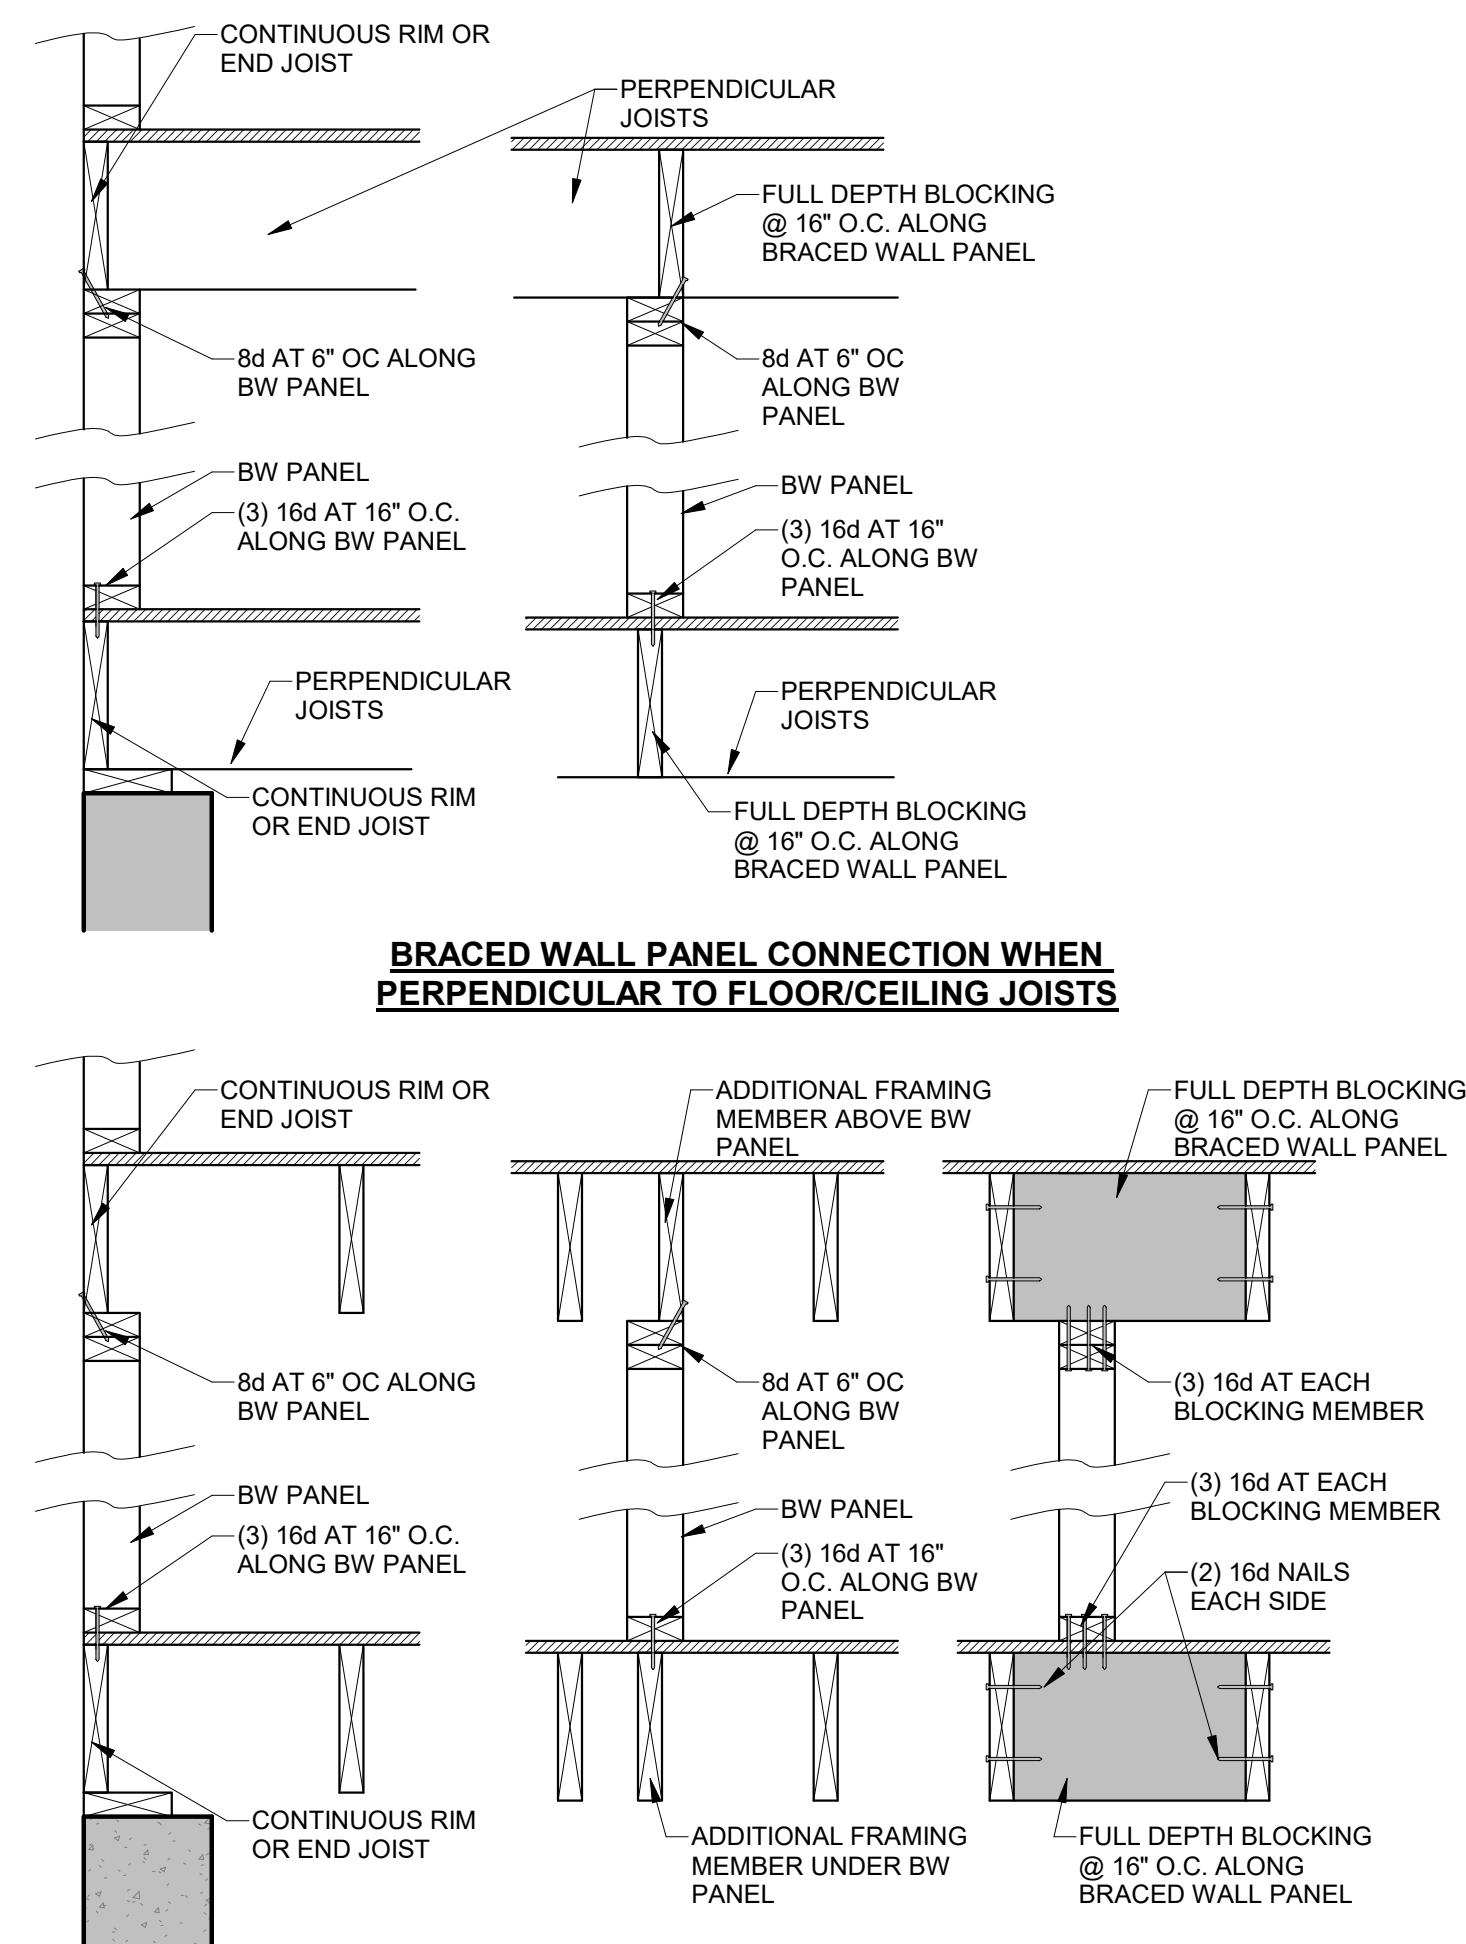 CONTINUOUS RIM OR
END JOIST
PERPENDICULAR
JOISTS
FULL DEPTH BLOCKING
@ 16" O.C. ALONG
BRACED WALL PANEL
8d AT 6" OC ALONG
BW PANEL
8d AT 6" OC
ALONG BW
PANEL
BW PANEL
(3) 16d AT 16" O.C.
ALONG BW PANEL
BW PANEL
(3) 16d AT 16"
O.C. ALONG BW
PANEL
PERPENDICULAR
JOISTS
PERPENDICULAR
JOISTS
CONTINUOUS RIM
OR END JOIST
FULL DEPTH BLOCKING
@ 16" O.C. ALONG
BRACED WALL PANEL
BRACED WALL PANEL CONNECTION WHEN
PERPENDICULAR TO FLOOR/CEILING JOISTS
CONTINUOUS RIM OR
END JOIST
ADDITIONAL FRAMING
MEMBER ABOVE BW
PANEL
FULL DEPTH BLOCKING
@ 16" O.C. ALONG
BRACED WALL PANEL
8d AT 6" OC ALONG
BW PANEL
8d AT 6" OC
ALONG BW
PANEL
(3) 16d AT EACH
BLOCKING MEMBER
BW PANEL
(3) 16d AT 16" O.C.
ALONG BW PANEL
BW PANEL
(3) 16d AT 16"
O.C. ALONG BW
PANEL
(3) 16d AT EACH
BLOCKING MEMBER
(2) 16d NAILS
EACH SIDE
CONTINUOUS RIM
OR END JOIST
ADDITIONAL FRAMING
MEMBER UNDER BW
PANEL
FULL DEPTH BLOCKING
@ 16" O.C. ALONG
BRACED WALL PANEL